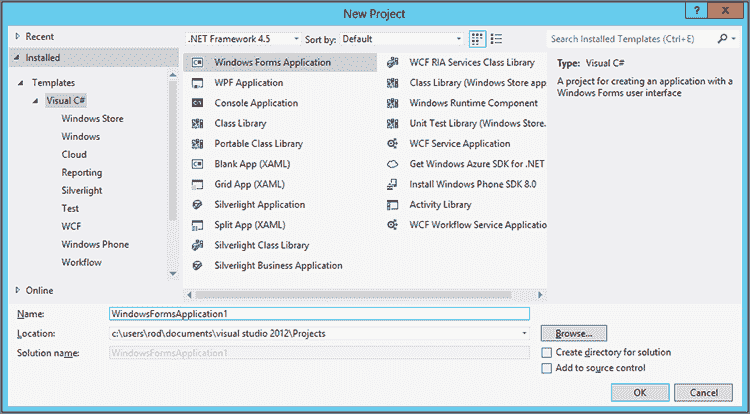 New Project
Recent
.NET Framework 4.5 Sort by: Default Search Installed Templates (Ctrl+E)
Installed
Templates
Visual C#
Windows Store
Windows
Cloud
Reporting
Silverlight
Test
WCF
Windows Phone
Workflow
Online
Windows Forms Application
WPF Application
Console Application
Class Library
Portable Class Library
Blank App (XAML)
Grid App (XAML)
Silverlight Application
Split App (XAML)
Silverlight Class Library
Silverlight Business Application
WCF RIA Services Class Library
Class Library (Windows Store app
Windows Runtime Component
Unit Test Library (Windows Store.
WCF Service Application
Get Windows Azure SDK for .NET
Install Windows Phone SDK 8.0
Activity Library
WCF Workflow Service Applicatio
Type: Visual C#
A project for creating an application with a
Windows Forms user interface
Name: WindowsFormsApplication1
Location: c:\users\rod\documents\visual studio 2012\Projects Browse...
Solution name: WindowsFormsApplication1
Create directory for solution
Add to source control
OK Cancel